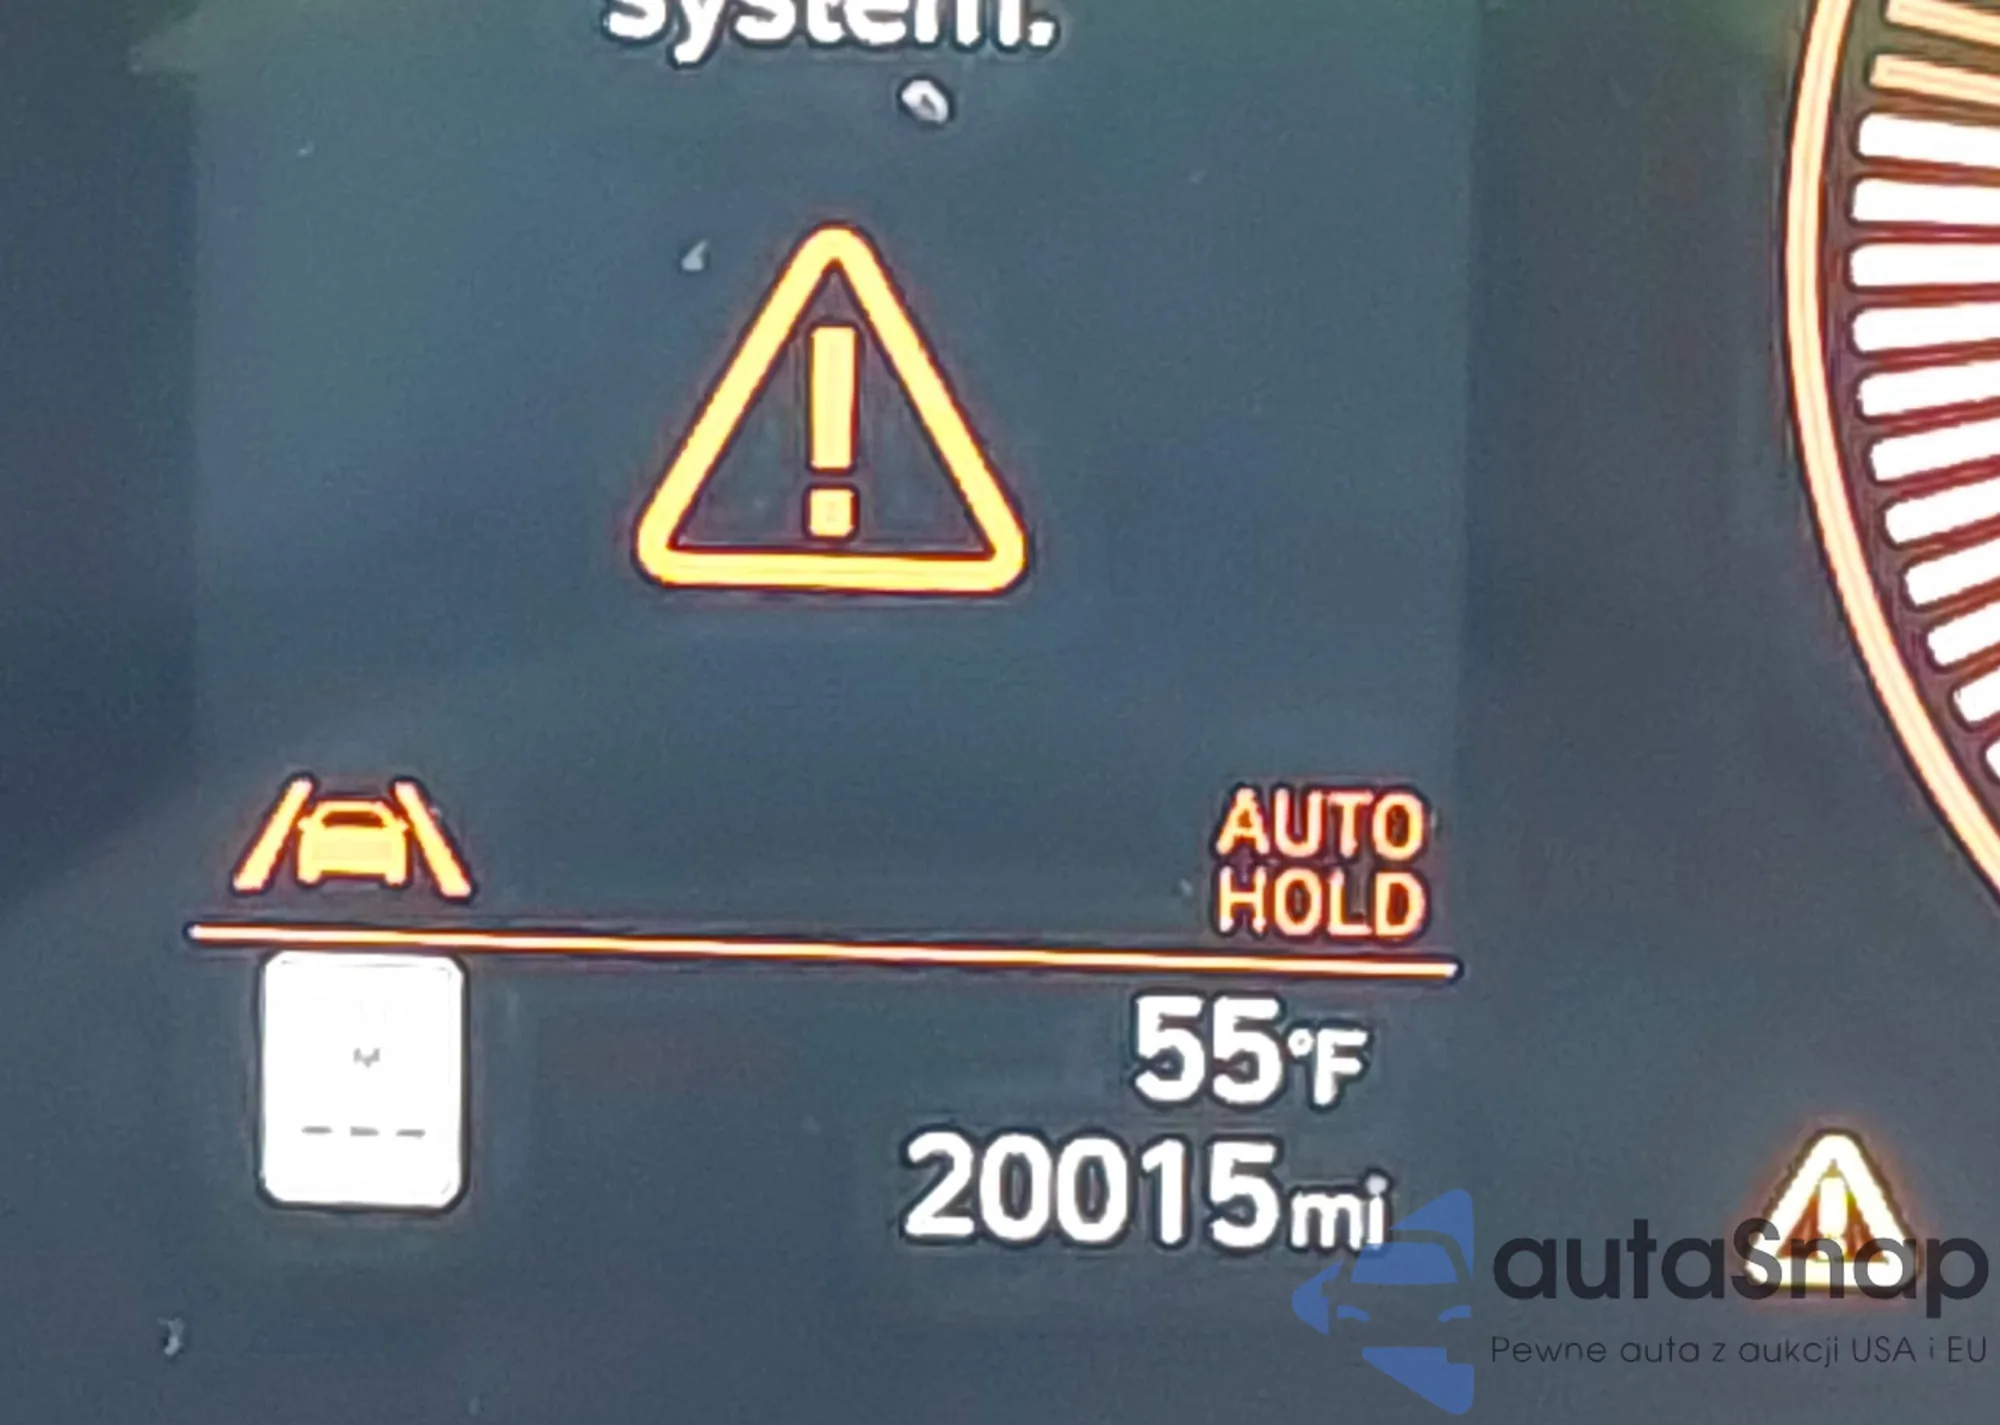 system.
AUTO
HOLD
55°F
20015mi
autaSnap
Pewne auta z aukcji USA i EU